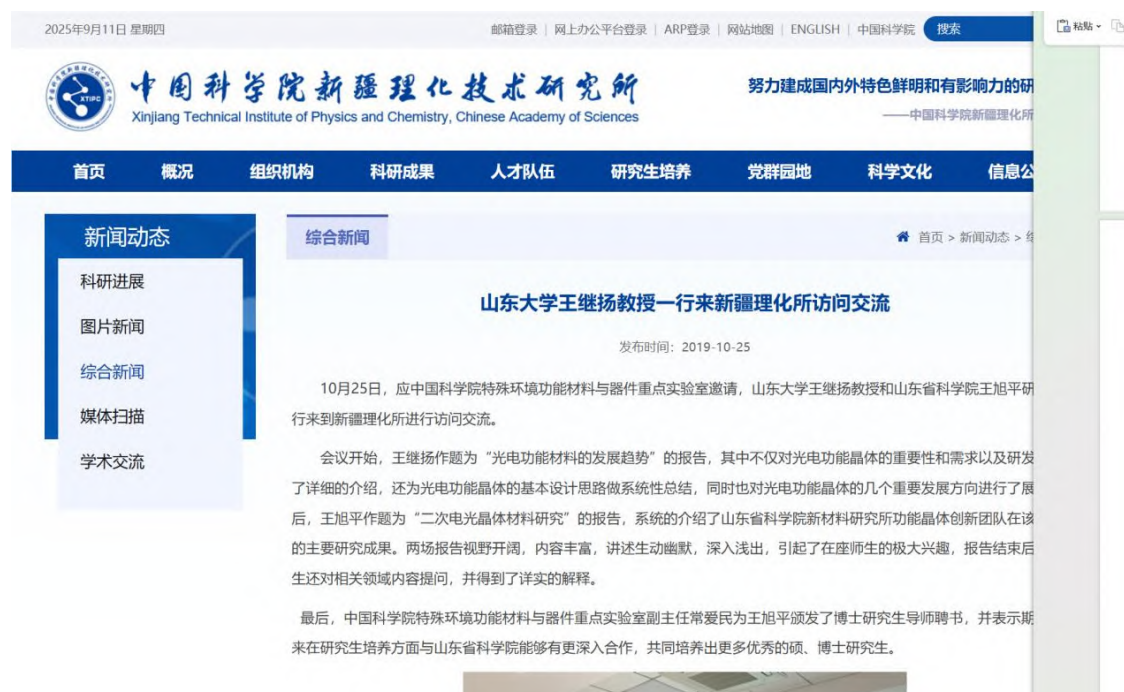 2025年9月11日 星期四
邮箱登录 | 网上办公平台登录 | ARP登录 | 网站地图 | ENGLISH | 中国科学院
搜索
粘贴
XTIPC
中国科学院新疆理化技术研究所
Xinjiang Technical Institute of Physics and Chemistry, Chinese Academy of Sciences
努力建成国内外特色鲜明和有影响力的研
——中国科学院新疆理化所
首页 概况 组织机构 科研成果 人才队伍 研究生培养 党群园地 科学文化 信息公
新闻动态
科研进展
图片新闻
综合新闻
媒体扫描
学术交流
综合新闻
首页 > 新闻动态 > 综
山东大学王继扬教授一行来新疆理化所访问交流
发布时间：2019-10-25
10月25日，应中国科学院特殊环境功能材料与器件重点实验室邀请，山东大学王继扬教授和山东省科学院王旭平研
行来到新疆理化所进行访问交流。
会议开始，王继扬作题为“光电功能材料的发展趋势”的报告，其中不仅对光电功能晶体的重要性和需求以及研发
了详细的介绍，还为光电功能晶体的基本设计思路做系统性总结，同时也对光电功能晶体的几个重要发展方向进行了展
后，王旭平作题为“二次电光晶体材料研究”的报告，系统的介绍了山东省科学院新材料研究所功能晶体创新团队在该
的主要研究成果。两场报告视野开阔，内容丰富，讲述生动幽默，深入浅出，引起了在座师生的极大兴趣，报告结束后
生还对相关领域内容提问，并得到了详实的解释。
最后，中国科学院特殊环境功能材料与器件重点实验室副主任常爱民为王旭平颁发了博士研究生导师聘书，并表示期
来在研究生培养方面与山东省科学院能够有更深入合作，共同培养出更多优秀的硕、博士研究生。